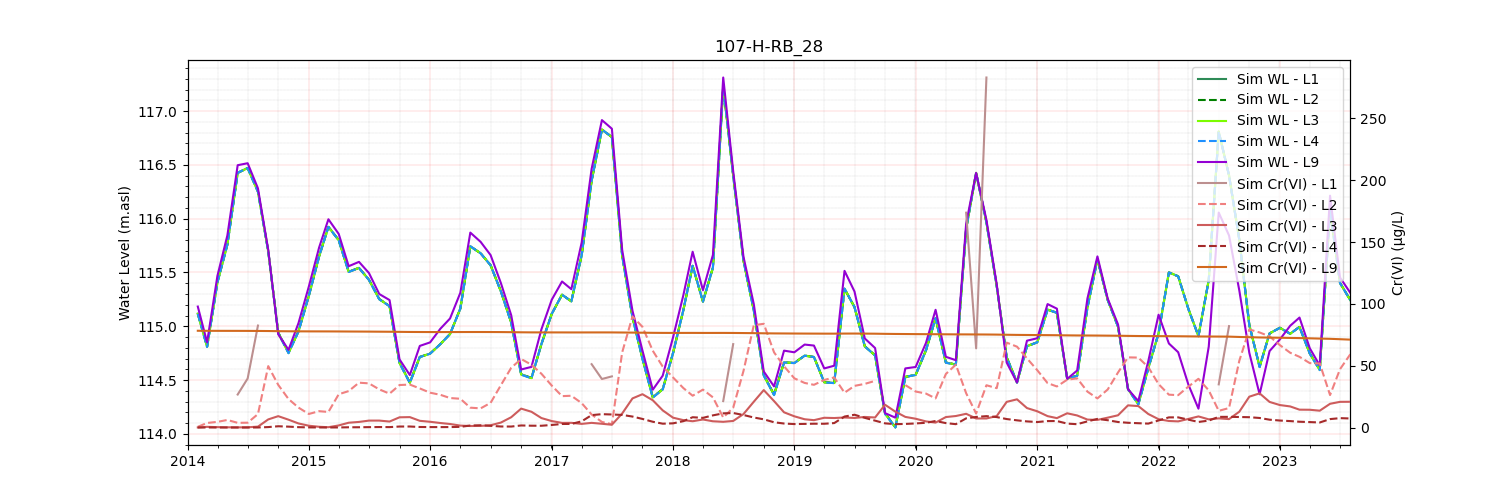 107-H-RB_28
117.0
116.5
116.0
115.5
115.0
114.5
114.0
Water Level (m.asl)
2014 2015 2016 2017 2018 2019 2020 2021 2022 2023
250
200
150
100
50
0
Cr(VI) (µg/L)
Sim WL - L1
Sim WL - L2
Sim WL - L3
Sim WL - L4
Sim WL - L9
Sim Cr(VI) - L1
Sim Cr(VI) - L2
Sim Cr(VI) - L3
Sim Cr(VI) - L4
Sim Cr(VI) - L9